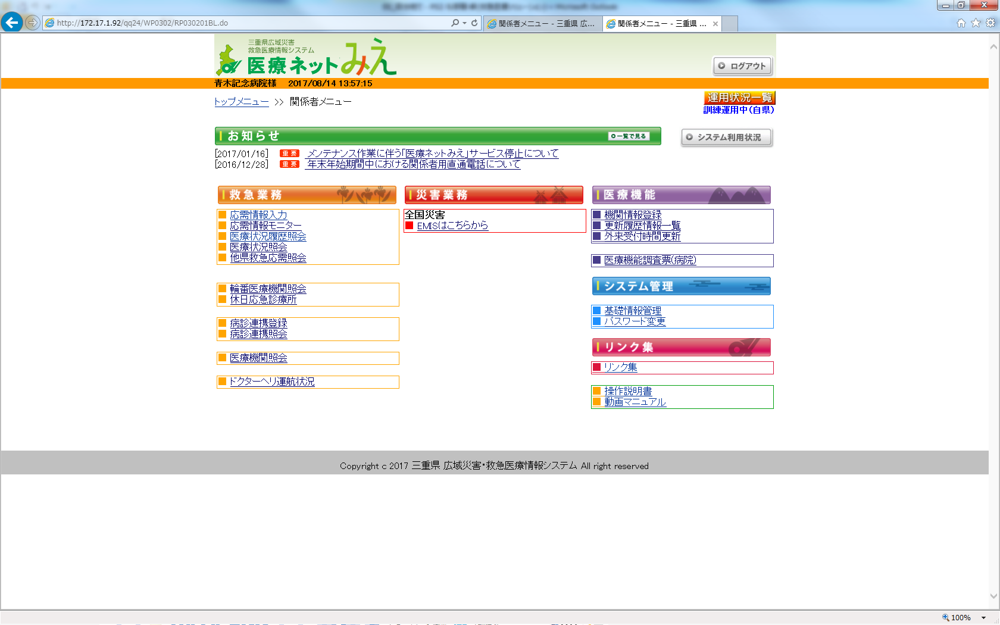 http://172.17.1.92/qq24/WP0302/RP030201BL.do
関係者メニュー - 三重県 広...
関係者メニュー - 三重県 ...
三重県広域災害
救急医療情報システム
医療ネットみえ
ログアウト
青木記念病院様 2017/08/14 13:57:15
トップメニュー >> 関係者メニュー
運用状況一覧
訓練運用中(自県)
お知らせ
一覧で見る
システム利用状況
[2017/01/16] 重要 メンテナンス作業に伴う「医療ネットみえ」サービス停止について
[2016/12/28] 重要 年末年始期間中における関係者用直通電話について
救急業務
応需情報入力
応需情報モニター
医療状況履歴照会
医療状況照会
他県救急応需照会
輪番医療機関照会
休日応急診療所
病診連携登録
病診連携照会
医療機関照会
ドクターヘリ運航状況
災害業務
全国災害
EMISはこちらから
医療機能
機関情報登録
更新履歴情報一覧
外来受付時間更新
医療機能調査票(病院)
システム管理
基礎情報管理
パスワード変更
リンク集
リンク集
操作説明書
動画マニュアル
Copyright c 2017 三重県 広域災害・救急医療情報システム All right reserved
100%